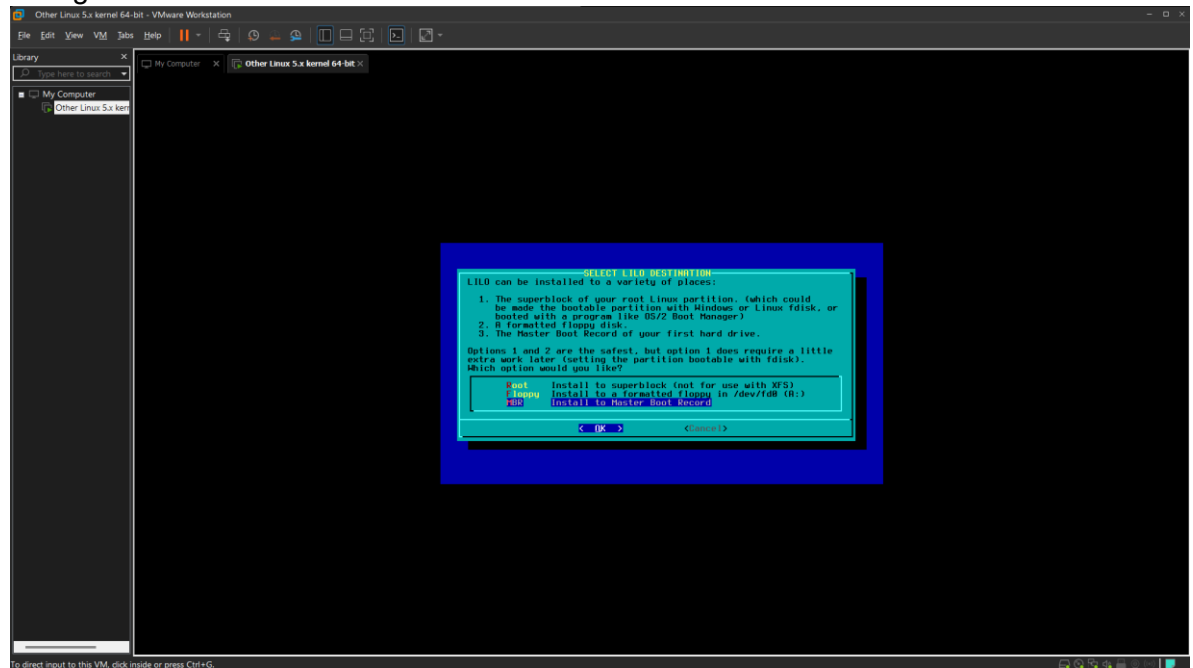 Other Linux 5.x kernel 64-bit - VMware Workstation
File Edit View VM Tabs Help
Library
Type here to search
My Computer
Other Linux 5.x kern
My Computer
Other Linux 5.x kernel 64-bit
SELECT LILO DESTINATION
LILO can be installed to a variety of places:
1. The superblock of your root Linux partition. (which could
be made the bootable partition with Windows or Linux fdisk, or
booted with a program like OS/2 Boot Manager)
2. A formatted floppy disk.
3. The Master Boot Record of your first hard drive.
Options 1 and 2 are the safest, but option 1 does require a little
extra work later (setting the partition bootable with fdisk).
Which option would you like?
Root Install to superblock (not for use with XFS)
Floppy Install to a formatted floppy in /dev/fd0 (A:)
MBR Install to Master Boot Record
< OK > <Cancel>
To direct input to this VM, click inside or press Ctrl+G.